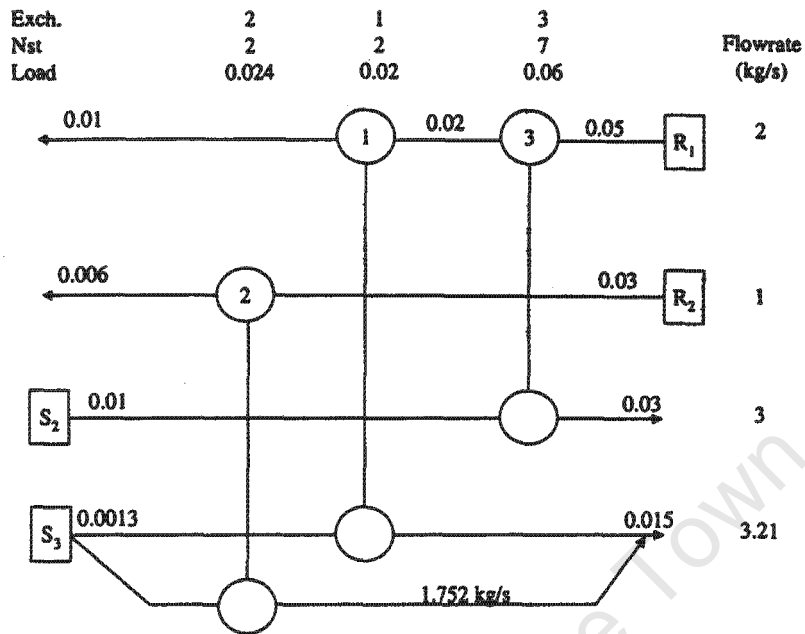 Exch. 2 1 3
Nst 2 2 7 Flowrate
Load 0.024 0.02 0.06 (kg/s)
0.01 1 0.02 3 0.05 R1 2
0.006 2 0.03 R2 1
S2 0.01 0.03 3
S3 0.0013 0.015 3.21
1.752 kg/s
e Town